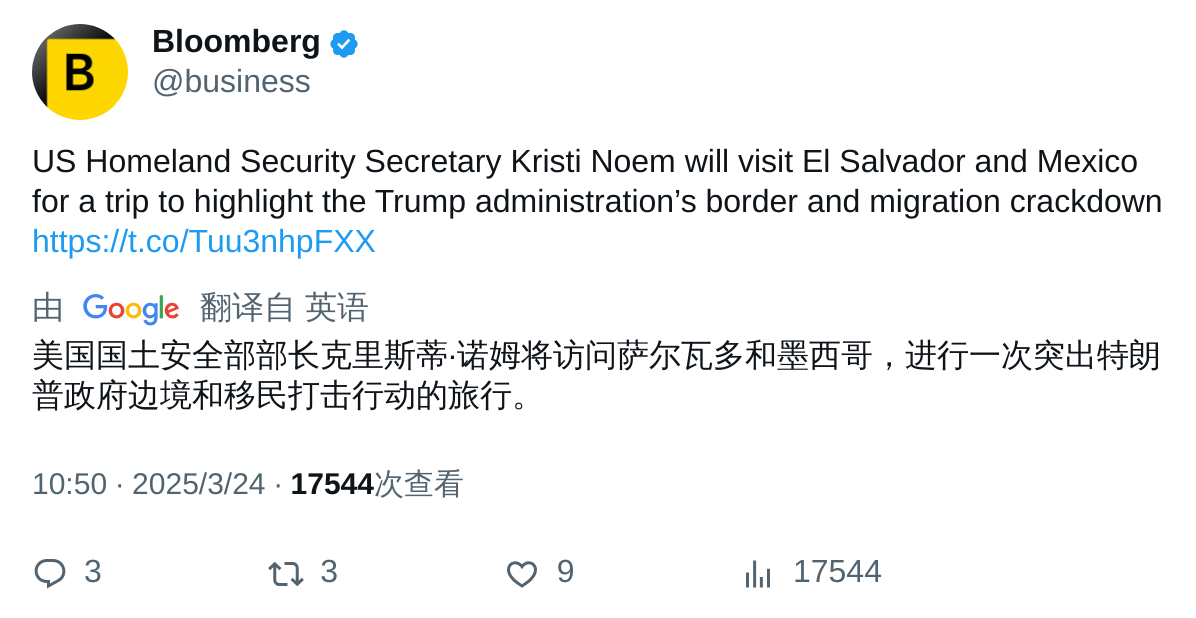 B
Bloomberg
@business
US Homeland Security Secretary Kristi Noem will visit El Salvador and Mexico
for a trip to highlight the Trump administration’s border and migration crackdown
https://t.co/Tuu3nhpFXX
由 Google 翻译自 英语
美国国土安全部部长克里斯蒂·诺姆将访问萨尔瓦多和墨西哥，进行一次突出特朗
普政府边境和移民打击行动的旅行。
10:50 · 2025/3/24 · 17544次查看
3 3 9 17544